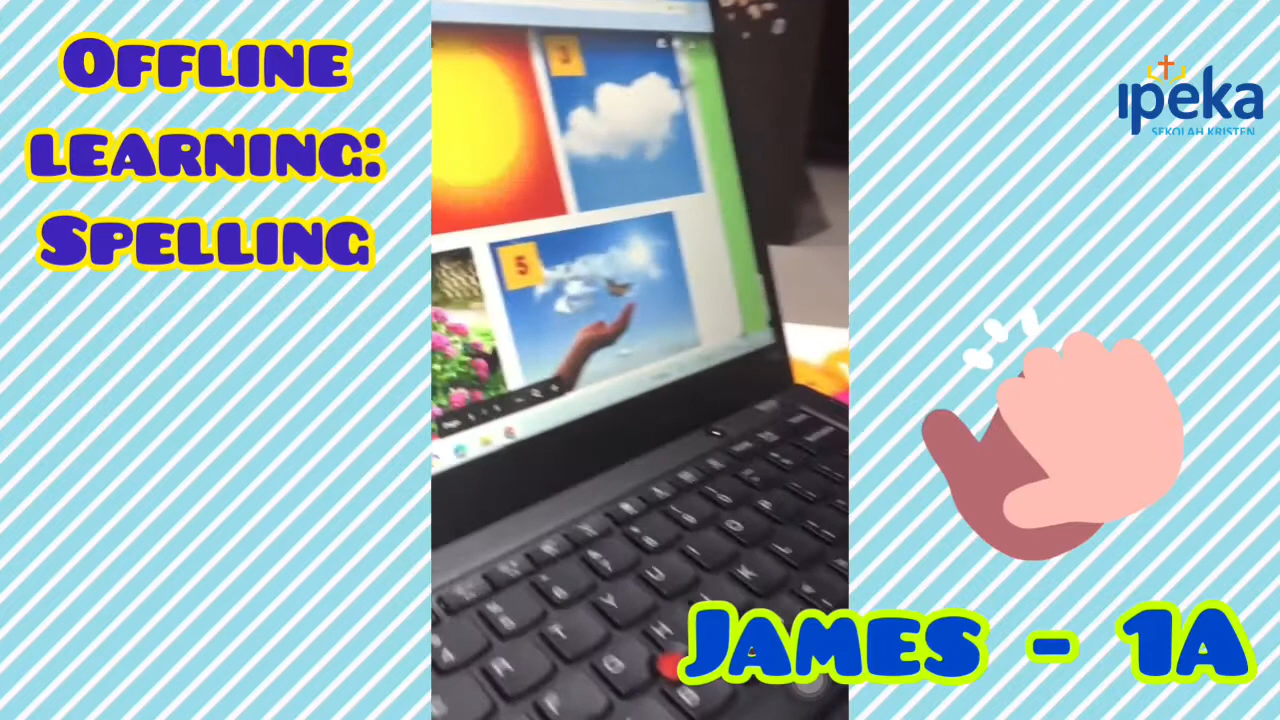 OFFLINE
LEARNING:
SPELLING
ipeka
SEKOLAH KRISTEN
3
5
JAMES - 1A